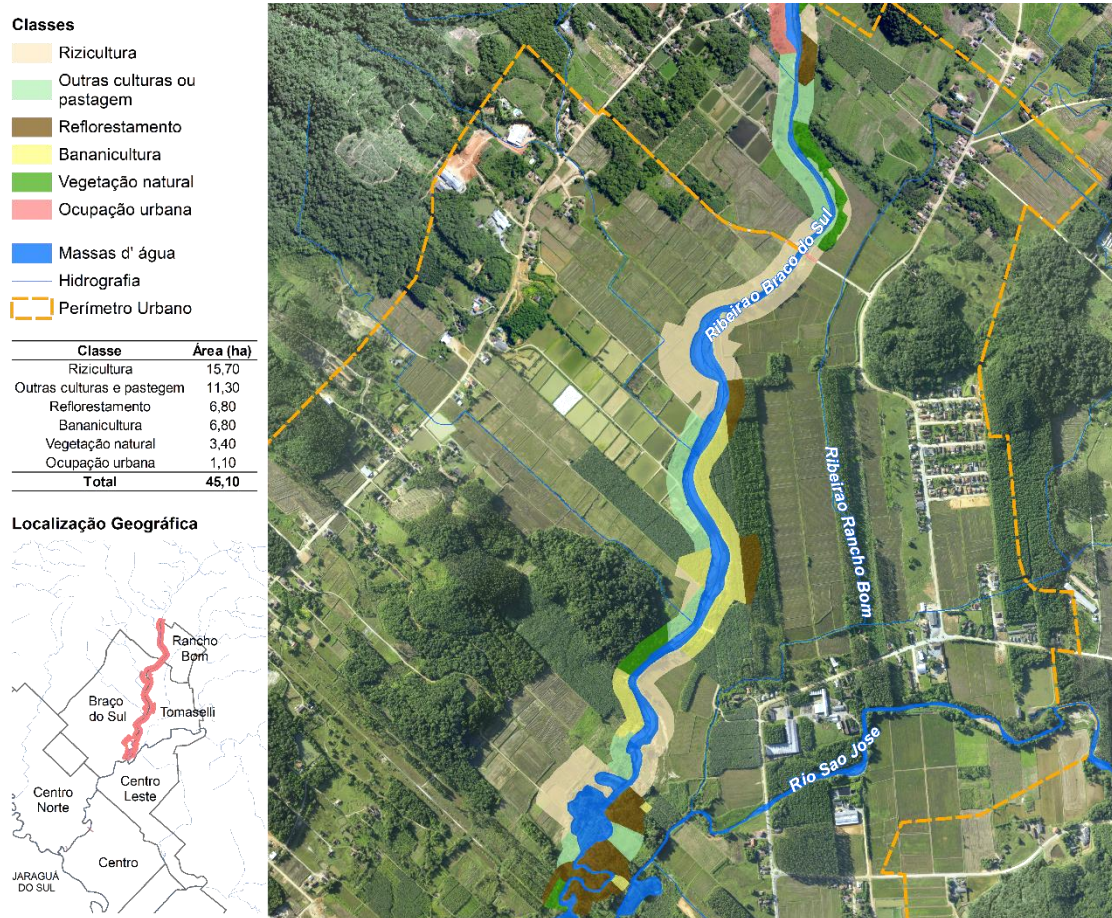 Classes
Rizicultura
Outras culturas ou
pastagem
Reflorestamento
Bananicultura
Vegetação natural
Ocupação urbana
Massas d' água
Hidrografia
Perímetro Urbano
Classe Área (ha)
Rizicultura 15,70
Outras culturas e pastegem 11,30
Reflorestamento 6,80
Bananicultura 6,80
Vegetação natural 3,40
Ocupação urbana 1,10
Total 45,10
Localização Geográfica
Rancho
Bom
Braço
do Sul
Tomaselli
Centro
Norte
Centro
Leste
Centro
JARAGUÁ
DO SUL
Ribeirao Braco do Sul
Ribeirao Rancho Bom
Rio Sao Jose